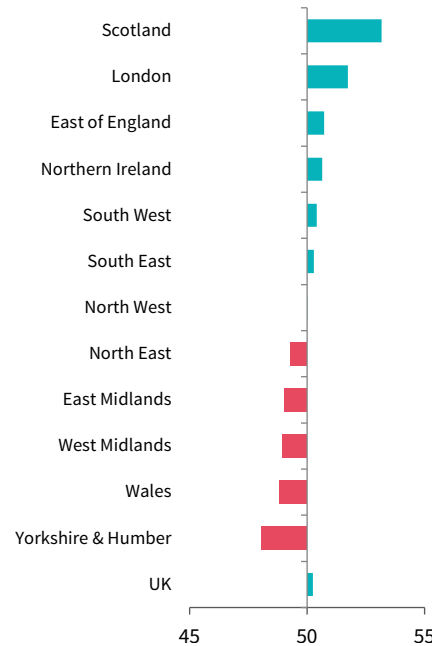 Scotland
London
East of England
Northern Ireland
South West
South East
North West
North East
East Midlands
West Midlands
Wales
Yorkshire & Humber
UK
45 50 55